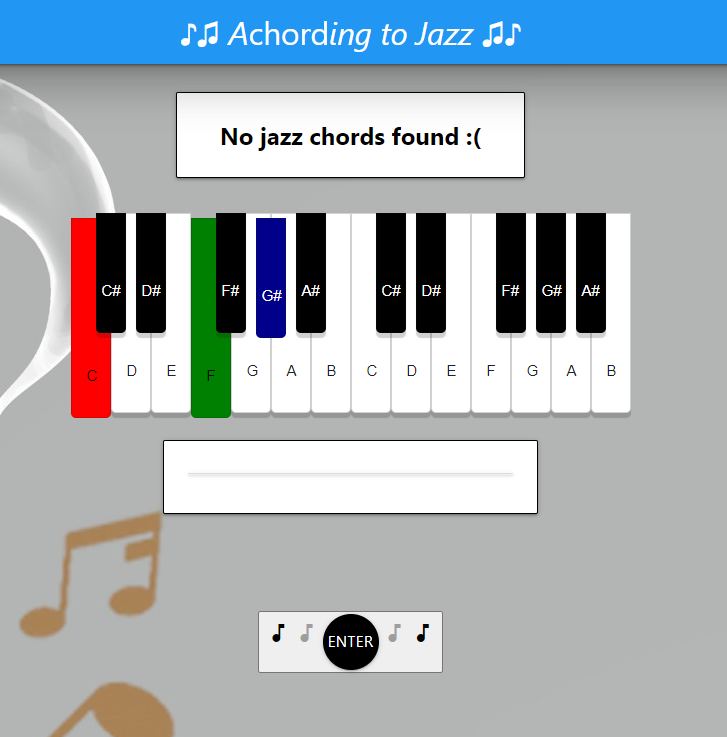 ♪♫ Achording to Jazz ♫♪
No jazz chords found :(
C# D# F# G# A# C# D# F# G# A#
C D E F G A B C D E F G A B
ENTER